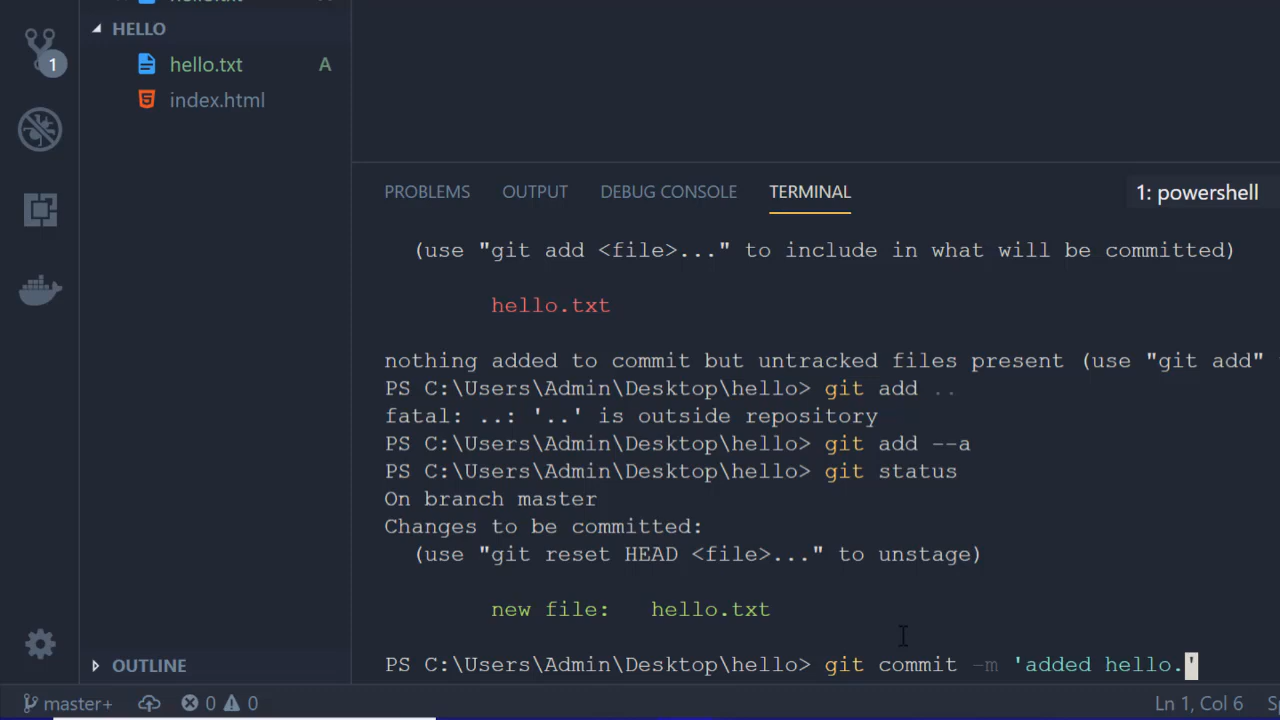 HELLO
1
hello.txt A
index.html
PROBLEMS OUTPUT DEBUG CONSOLE TERMINAL 1: powershell
(use "git add <file>..." to include in what will be committed)
hello.txt
nothing added to commit but untracked files present (use "git add"
PS C:\Users\Admin\Desktop\hello> git add ..
fatal: ..: '..' is outside repository
PS C:\Users\Admin\Desktop\hello> git add --a
PS C:\Users\Admin\Desktop\hello> git status
On branch master
Changes to be committed:
(use "git reset HEAD <file>..." to unstage)
new file: hello.txt
PS C:\Users\Admin\Desktop\hello> git commit -m 'added hello.'
OUTLINE
master+ 0 0 Ln 1, Col 6